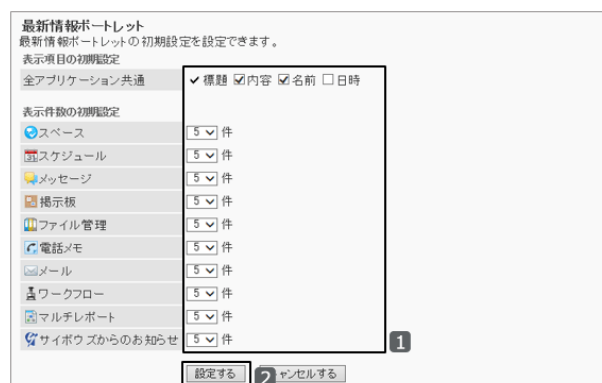 最新情報ポートレット
最新情報ポートレットの初期設定を設定できます。
表示項目の初期設定
全アプリケーション共通 標題 内容 名前 日時
表示件数の初期設定
スペース 5 件
31 スケジュール 5 件
メッセージ 5 件
掲示板 5 件
ファイル管理 5 件
電話メモ 5 件
メール 5 件
ワークフロー 5 件
マルチレポート 5 件
サイボウズからのお知らせ 5 件
1
設定する 2 ャンセルする